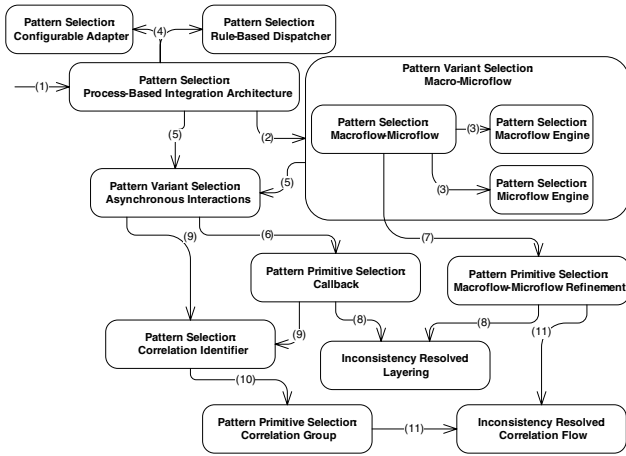 Pattern Selection:
Configurable Adapter
(4)
Pattern Selection:
Rule-Based Dispatcher
(1)
Pattern Selection:
Process-Based Integration Architecture
Pattern Variant Selection:
Macro-Microflow
(2)
Pattern Selection:
Macroflow-Microflow
(3)
Pattern Selection:
Macroflow Engine
(3)
Pattern Selection:
Microflow Engine
(5)
(5)
Pattern Variant Selection:
Asynchronous Interactions
(9)
(6)
(7)
Pattern Primitive Selection:
Callback
Pattern Primitive Selection:
Macroflow-Microflow Refinement
(9)
(8)
(8)
(11)
Pattern Selection:
Correlation Identifier
Inconsistency Resolved:
Layering
(10)
Pattern Primitive Selection:
Correlation Group
(11)
Inconsistency Resolved:
Correlation Flow